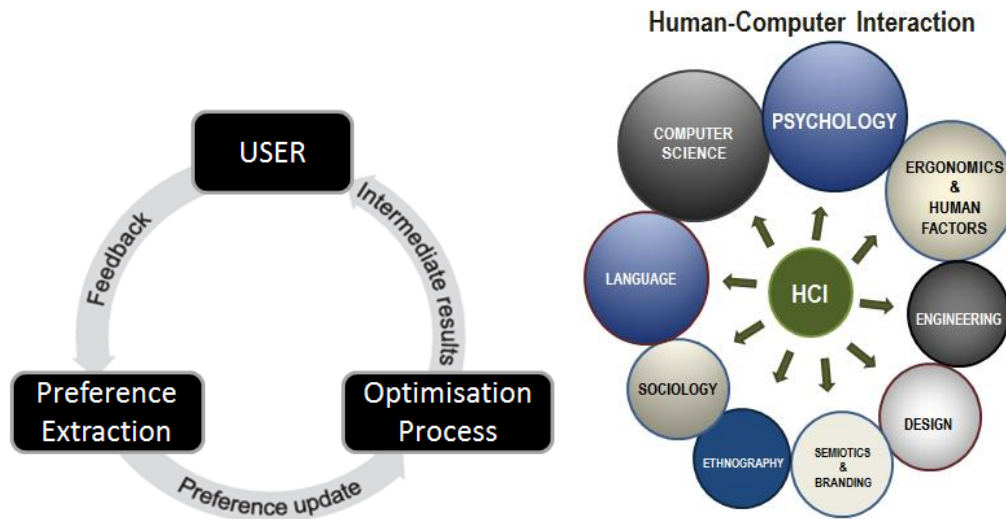 USER
Feedback
Intermediate results
Preference
Extraction
Optimisation
Process
Preference update
Human-Computer Interaction
PSYCHOLOGY
COMPUTER
SCIENCE
ERGONOMICS
&
HUMAN
FACTORS
LANGUAGE
HCI
ENGINEERING
SOCIOLOGY
DESIGN
ETHNOGRAPHY
SEMIOTICS
&
BRANDING